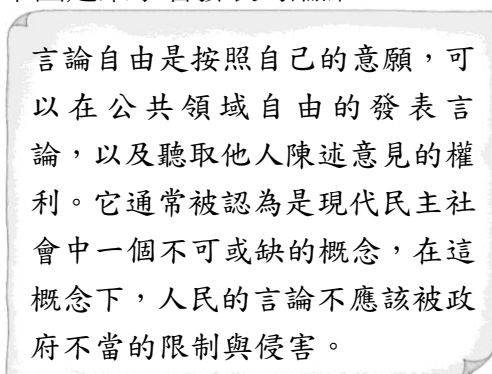 言論自由是按照自己的意願，可
以在公共領域自由的發表言
論，以及聽取他人陳述意見的權
利。它通常被認為是現代民主社
會中一個不可或缺的概念，在這
概念下，人民的言論不應該被政
府不當的限制與侵害。